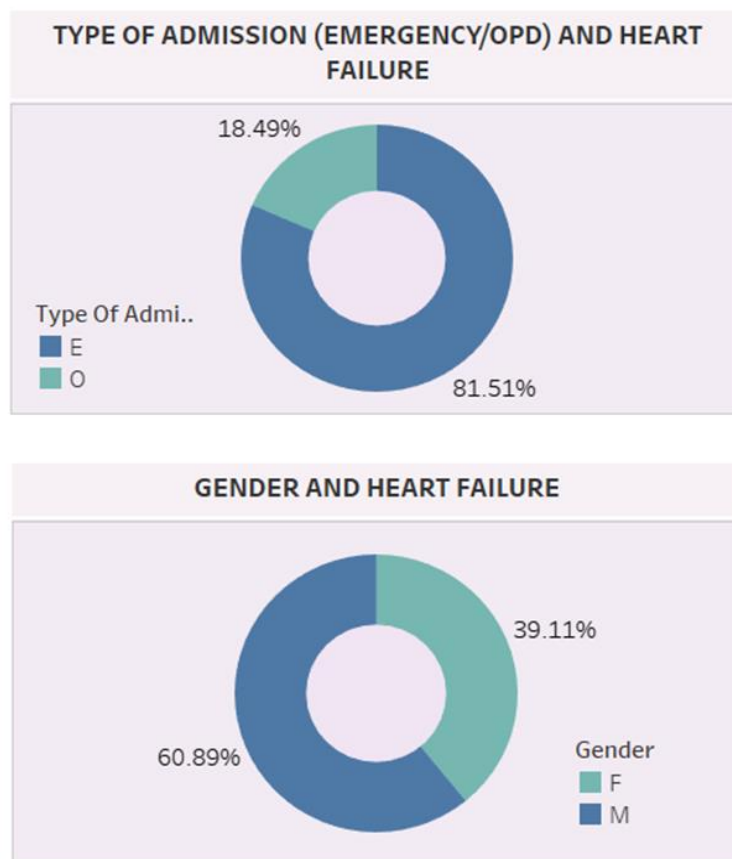 TYPE OF ADMISSION (EMERGENCY/OPD) AND HEART
FAILURE
18.49%
Type Of Admi..
E
O
81.51%
GENDER AND HEART FAILURE
39.11%
60.89%
Gender
F
M